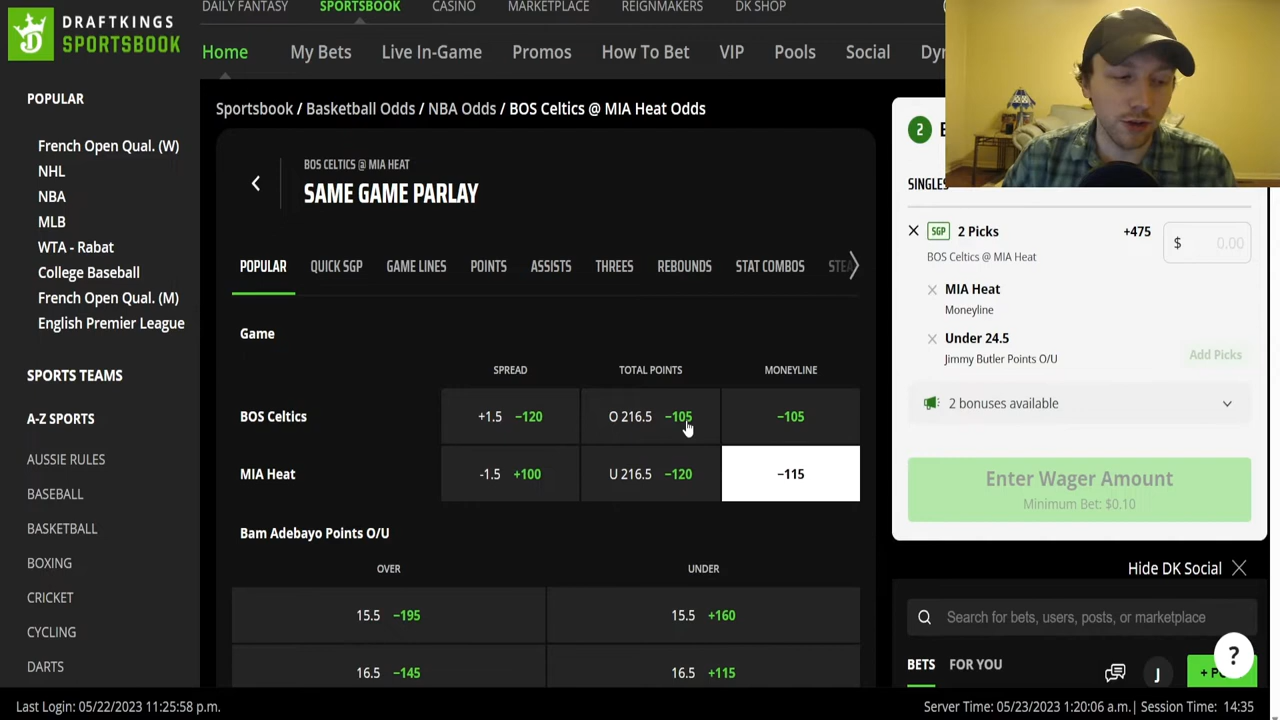 DRAFTKINGS
SPORTSBOOK
DAILY FANTASY SPORTSBOOK CASINO MARKETPLACE REIGNMAKERS DK SHOP
Home My Bets Live In-Game Promos How To Bet VIP Pools Social Dyn
POPULAR
French Open Qual. (W)
NHL
NBA
MLB
WTA - Rabat
College Baseball
French Open Qual. (M)
English Premier League
SPORTS TEAMS
A-Z SPORTS
AUSSIE RULES
BASEBALL
BASKETBALL
BOXING
CRICKET
CYCLING
DARTS
Sportsbook / Basketball Odds / NBA Odds / BOS Celtics @ MIA Heat Odds
BOS CELTICS @ MIA HEAT
SAME GAME PARLAY
POPULAR QUICK SGP GAME LINES POINTS ASSISTS THREES REBOUNDS STAT COMBOS STEA
Game
SPREAD TOTAL POINTS MONEYLINE
BOS Celtics +1.5 −120 O 216.5 −105 −105
MIA Heat -1.5 +100 U 216.5 −120 −115
Bam Adebayo Points O/U
OVER UNDER
15.5 −195 15.5 +160
16.5 −145 16.5 +115
2
SINGLES
SGP 2 Picks +475 $ 0.00
BOS Celtics @ MIA Heat
MIA Heat
Moneyline
Under 24.5
Jimmy Butler Points O/U Add Picks
2 bonuses available
Enter Wager Amount
Minimum Bet: $0.10
Hide DK Social
Search for bets, users, posts, or marketplace
BETS FOR YOU J + P
?
Last Login: 05/22/2023 11:25:58 p.m. Server Time: 05/23/2023 1:20:06 a.m.| Session Time: 14:35